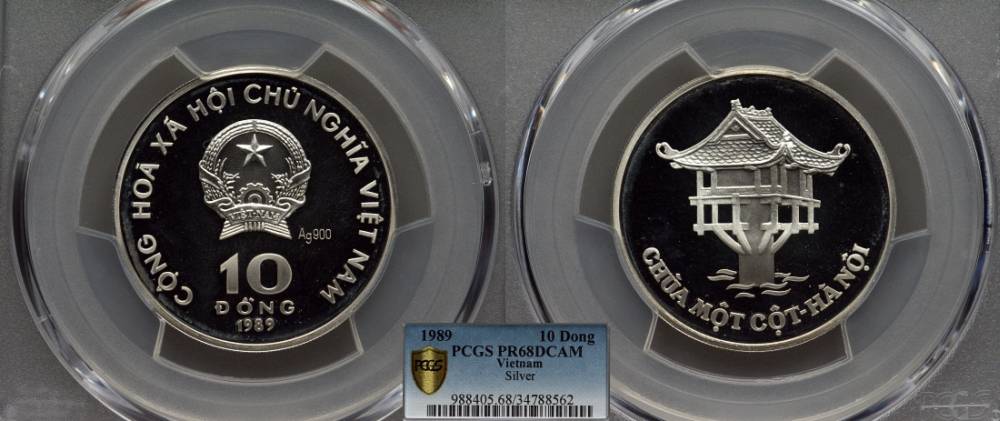 CỘNG HOÀ XÃ HỘI CHỦ NGHĨA VIỆT NAM
VIỆT-NAM
Ag900
10
ĐỒNG
1989
CHÙA MỘT CỘT-HÀ NỘI
1989 10 Dong
PCGS PR68DCAM
Vietnam
Silver
PCGS
988405.68/34788562